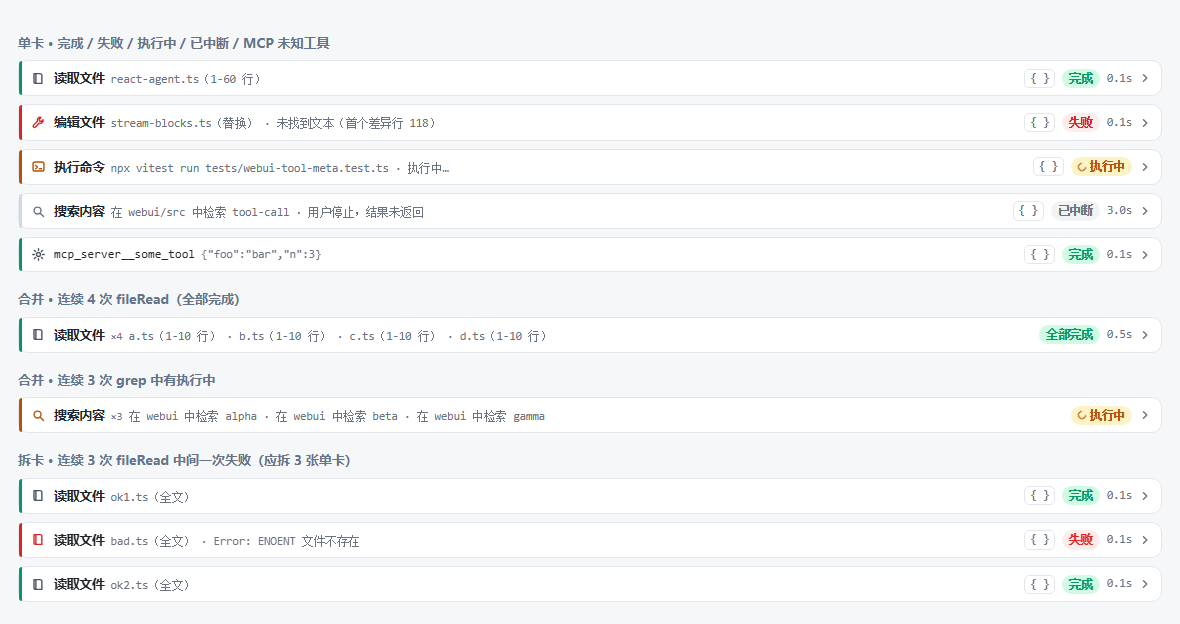 单卡 • 完成 / 失败 / 执行中 / 已中断 / MCP 未知工具
读取文件 react-agent.ts（1-60 行） { } 完成 0.1s
编辑文件 stream-blocks.ts（替换） · 未找到文本（首个差异行 118） { } 失败 0.1s
执行命令 npx vitest run tests/webui-tool-meta.test.ts · 执行中… { } 执行中
搜索内容 在 webui/src 中检索 tool-call · 用户停止，结果未返回 { } 已中断 3.0s
mcp_server__some_tool {"foo":"bar","n":3} { } 完成 0.1s
合并 • 连续 4 次 fileRead（全部完成）
读取文件 ×4 a.ts（1-10 行） · b.ts（1-10 行） · c.ts（1-10 行） · d.ts（1-10 行） 全部完成 0.5s
合并 • 连续 3 次 grep 中有执行中
搜索内容 ×3 在 webui 中检索 alpha · 在 webui 中检索 beta · 在 webui 中检索 gamma 执行中
拆卡 • 连续 3 次 fileRead 中间一次失败（应拆 3 张单卡）
读取文件 ok1.ts（全文） { } 完成 0.1s
读取文件 bad.ts（全文） · Error: ENOENT 文件不存在 { } 失败 0.1s
读取文件 ok2.ts（全文） { } 完成 0.1s